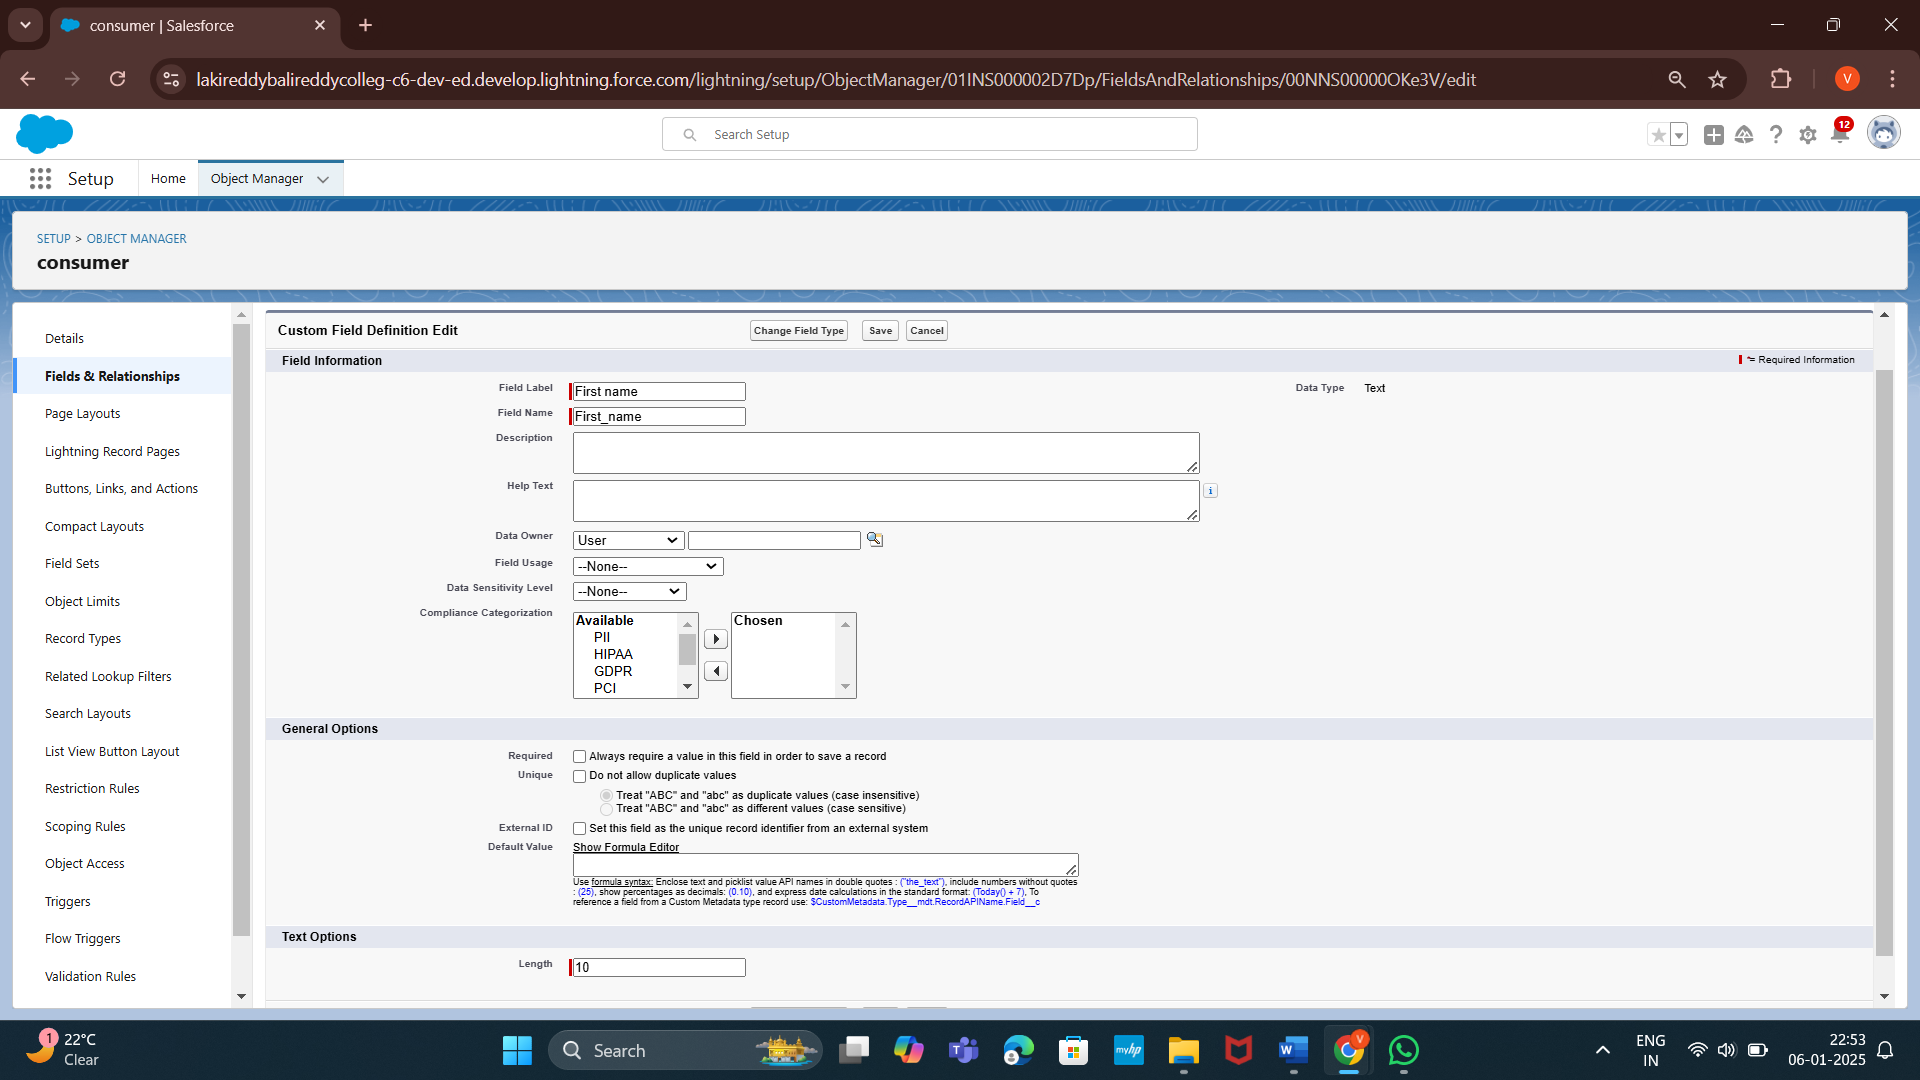 consumer | Salesforce
lakireddybalireddycolleg-c6-dev-ed.develop.lightning.force.com/lightning/setup/ObjectManager/01INS000002D7Dp/FieldsAndRelationships/00NNS00000OKe3V/edit
V
Search Setup
12
Setup
Home
Object Manager
SETUP > OBJECT MANAGER
consumer
Details
Fields & Relationships
Page Layouts
Lightning Record Pages
Buttons, Links, and Actions
Compact Layouts
Field Sets
Object Limits
Record Types
Related Lookup Filters
Search Layouts
List View Button Layout
Restriction Rules
Scoping Rules
Object Access
Triggers
Flow Triggers
Validation Rules
Custom Field Definition Edit
Change Field Type Save Cancel
Field Information
= Required Information
Field Label First name
Data Type Text
Field Name First_name
Description
Help Text
i
Data Owner User
Field Usage --None--
Data Sensitivity Level --None--
Compliance Categorization
Available
PII
HIPAA
GDPR
PCI
Chosen
General Options
Required Always require a value in this field in order to save a record
Unique Do not allow duplicate values
Treat "ABC" and "abc" as duplicate values (case insensitive)
Treat "ABC" and "abc" as different values (case sensitive)
External ID Set this field as the unique record identifier from an external system
Default Value Show Formula Editor
Use formula syntax: Enclose text and picklist value API names in double quotes : ("the_text"), include numbers without quotes
: (25), show percentages as decimals: (0.10), and express date calculations in the standard format: (Today() + 7), To
reference a field from a Custom Metadata type record use: $CustomMetadata.Type__mdt.RecordAPIName.Field__c
Text Options
Length 10
1
22°C
Clear
Search
myhp
V
ENG
IN
22:53
06-01-2025